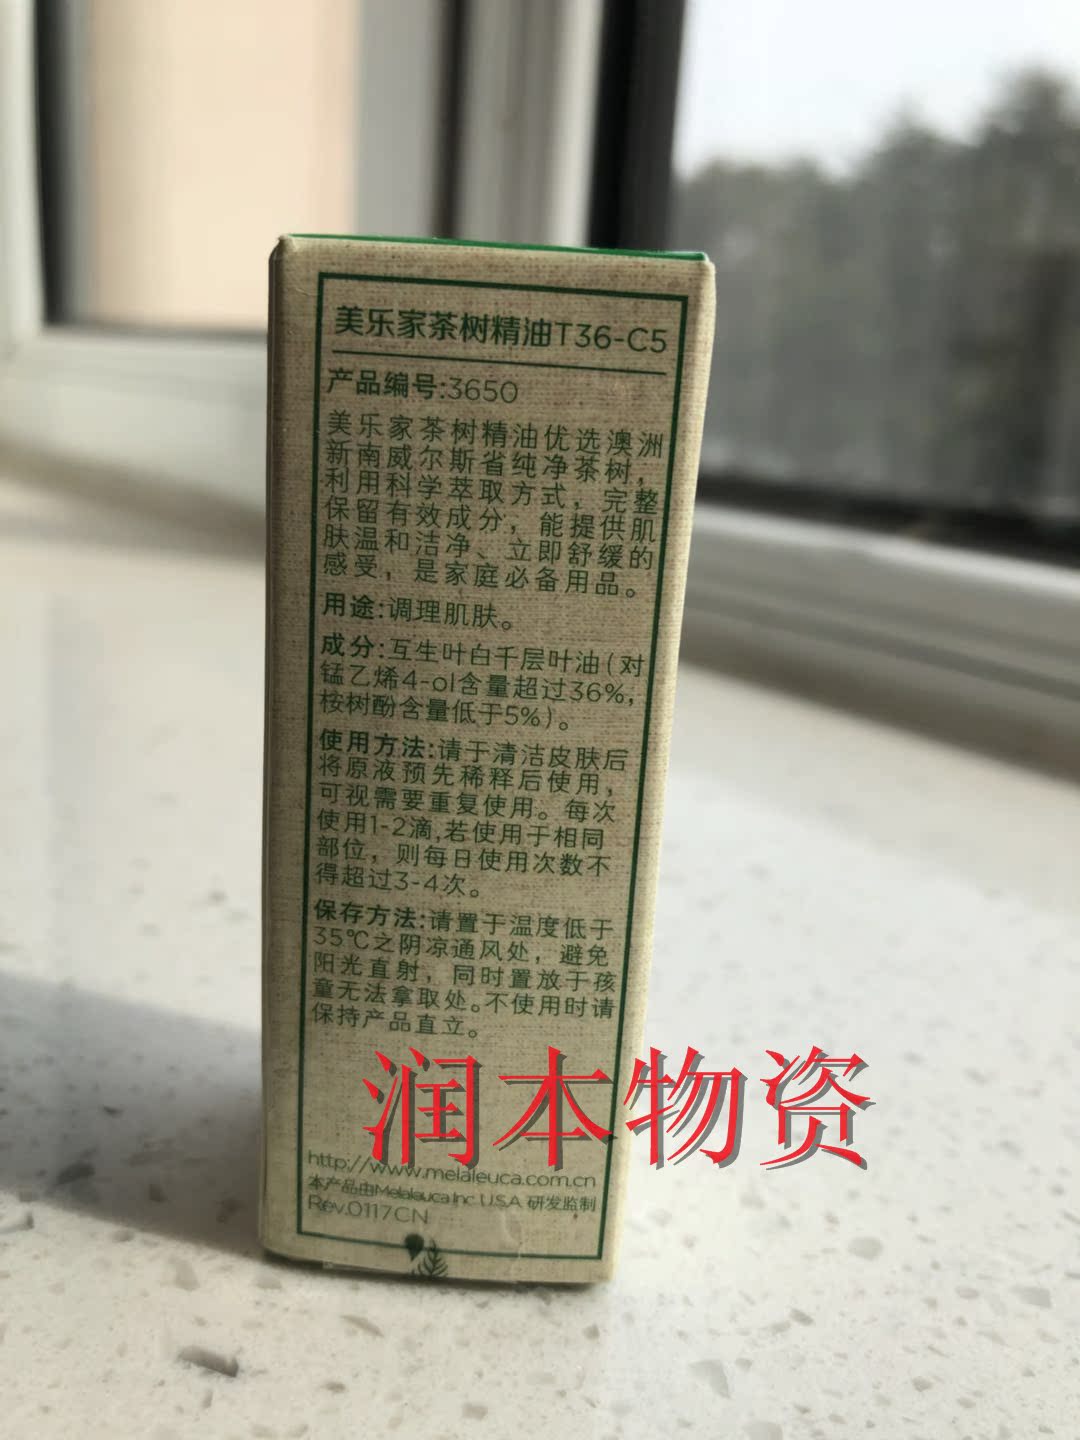 美乐家茶树精油T36-C5
产品编号:3650
美乐家茶树精油优选澳洲
新南威尔斯省纯净茶树，
利用科学萃取方式，完整
保留有效成分，能提供肌
肤温和洁净、立即舒缓的
感受，是家庭必备用品。
用途:调理肌肤。
成分:互生叶白千层叶油(对
锰乙烯4-ol含量超过36%，
桉树酚含量低于5%)。
使用方法:请于清洁皮肤后
将原液预先稀释后使用，
可视需要重复使用。每次
使用1-2滴,若使用于相同
部位，则每日使用次数不
得超过3-4次。
保存方法:请置于温度低于
35℃之阴凉通风处，避免
阳光直射，同时置放于孩
童无法拿取处。不使用时请
保持产品直立。
润本物资
http://www.melaleuca.com.cn
本产品由Melaleuca Inc U.S.A. 研发监制
Rev.0117CN